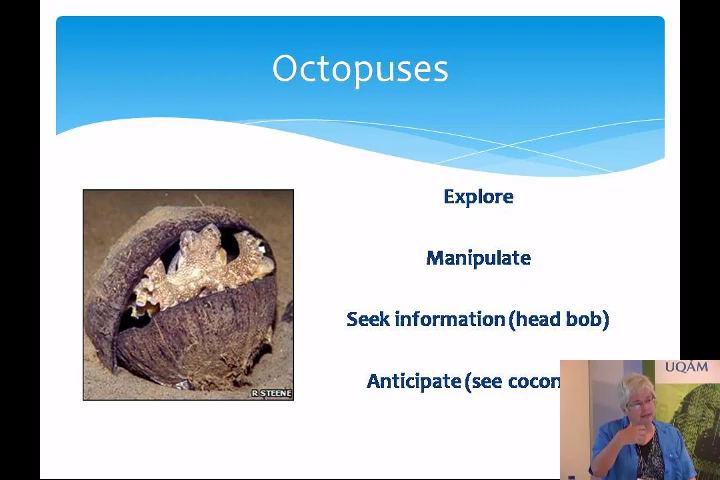 Octopuses
Explore
Manipulate
Seek information (head bob)
Anticipate (see cocon
R STEENE
UQÀM